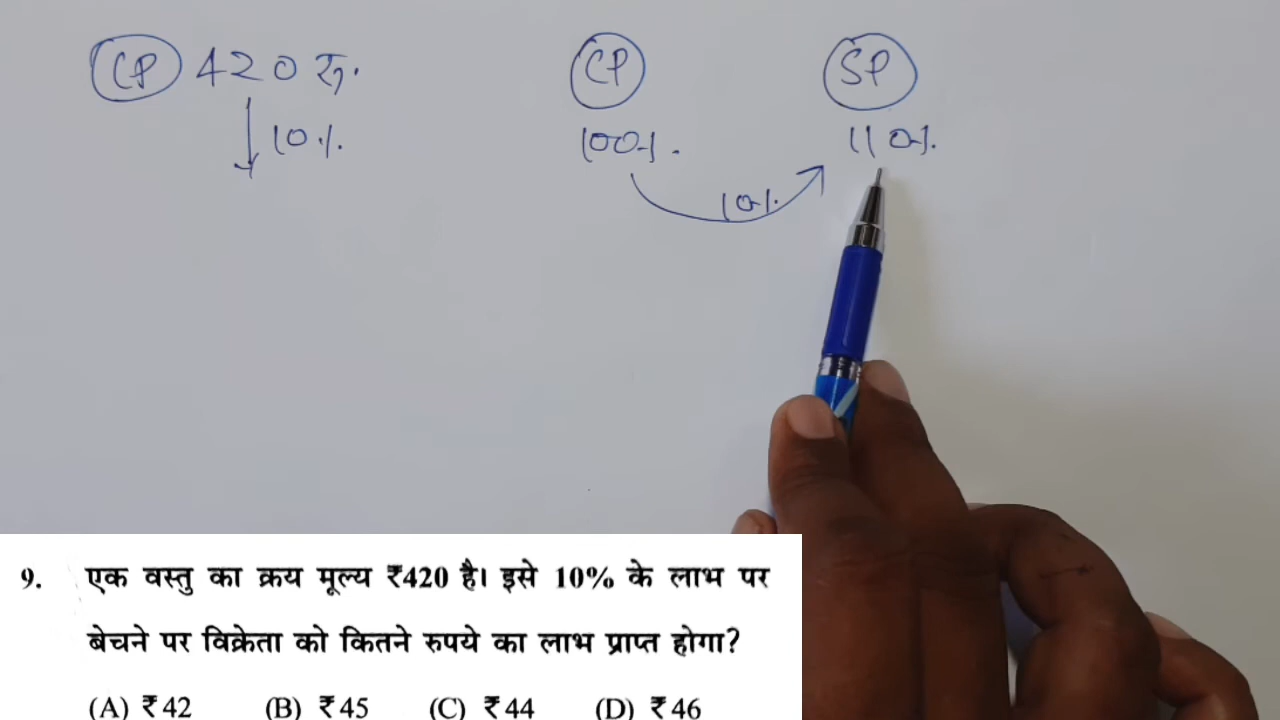 CP 420 रु. CP SP
10% 100%. 110%.
10%.
9. एक वस्तु का क्रय मूल्य ₹420 है। इसे 10% के लाभ पर
बेचने पर विक्रेता को कितने रुपये का लाभ प्राप्त होगा?
(A) ₹42 (B) ₹45 (C) ₹44 (D) ₹46